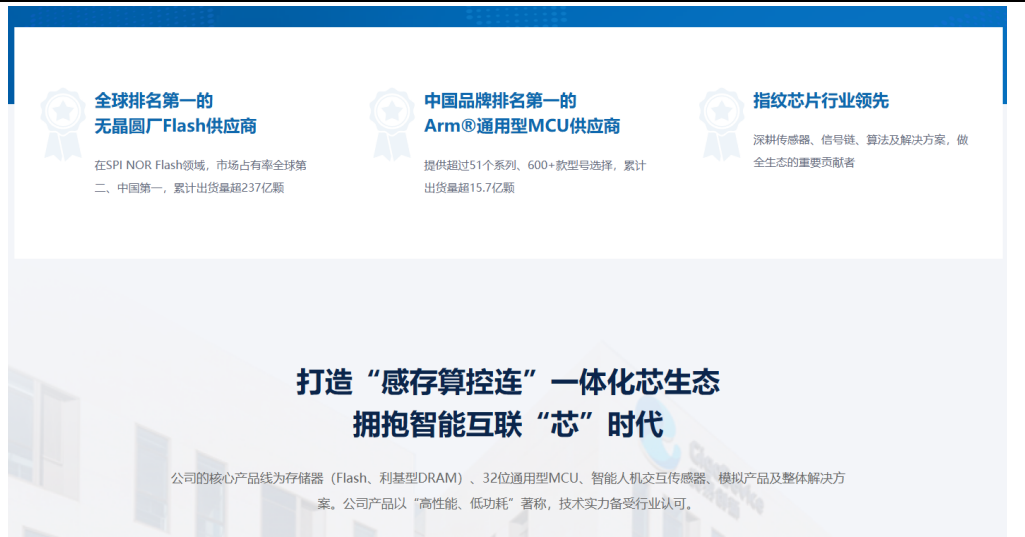 全球排名第一的
无晶圆厂Flash供应商
在SPI NOR Flash领域，市场占有率全球第
二、中国第一，累计出货量超237亿颗
中国品牌排名第一的
Arm®通用型MCU供应商
提供超过51个系列、600+款型号选择，累计
出货量超15.7亿颗
指纹芯片行业领先
深耕传感器、信号链、算法及解决方案，做
全生态的重要贡献者
打造“感存算控连”一体化芯生态
拥抱智能互联“芯”时代
公司的核心产品线为存储器（Flash、利基型DRAM）、32位通用型MCU、智能人机交互传感器、模拟产品及整体解决方
案。公司产品以“高性能、低功耗”著称，技术实力备受行业认可。